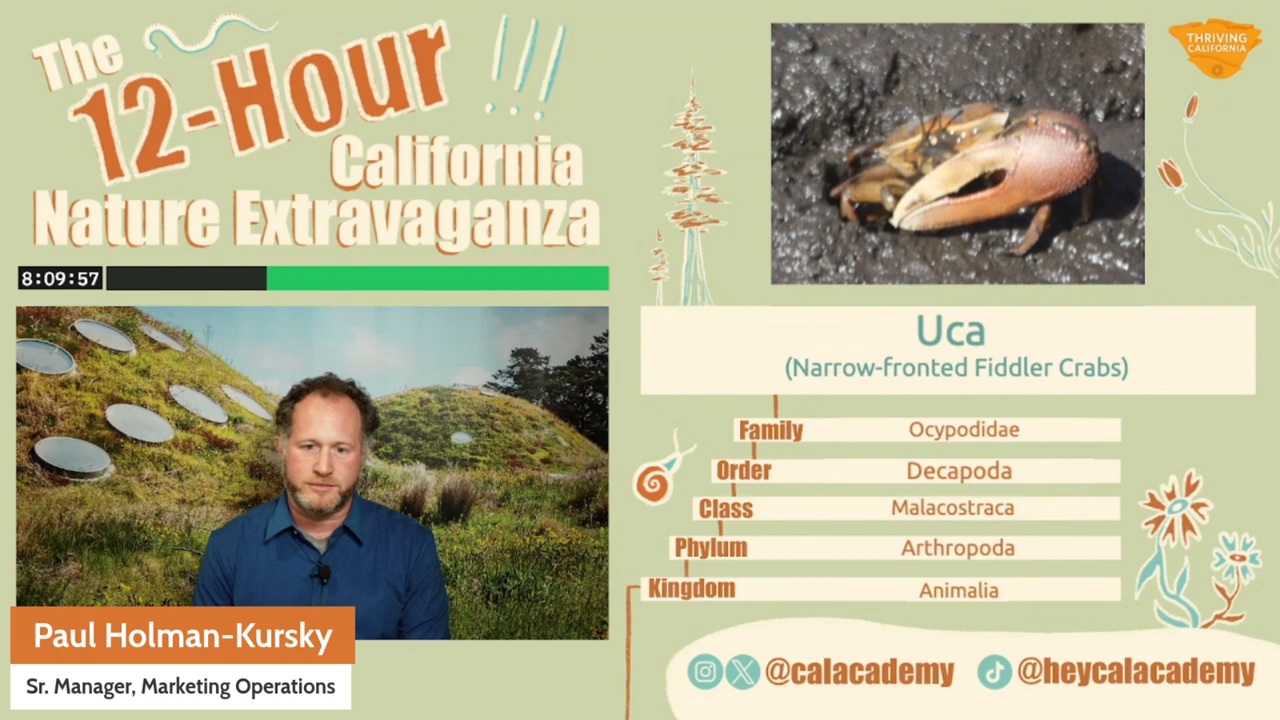 The
12-Hour
!!!
California
Nature Extravaganza
8:09:57
Paul Holman-Kursky
Sr. Manager, Marketing Operations
THRIVING
CALIFORNIA
Uca
(Narrow-fronted Fiddler Crabs)
Family Ocypodidae
Order Decapoda
Class Malacostraca
Phylum Arthropoda
Kingdom Animalia
@calacademy @heycalacademy